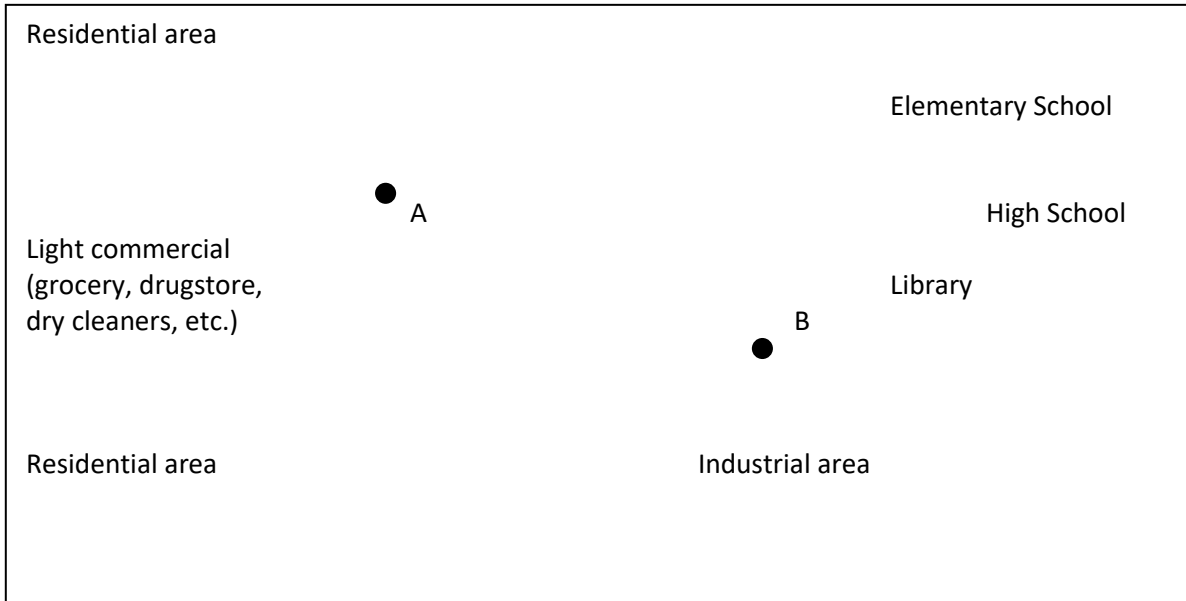 Residential area
Elementary School
A
High School
Light commercial
(grocery, drugstore,
dry cleaners, etc.)
Library
B
Residential area
Industrial area